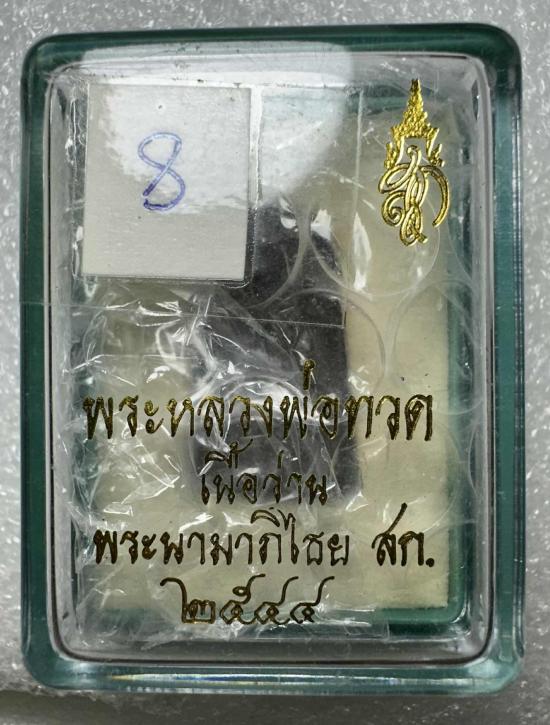 8
พระหลวงพ่อทวด
เนื้อว่าน
พระนามาภิไธย สก.
๒๕๔๔